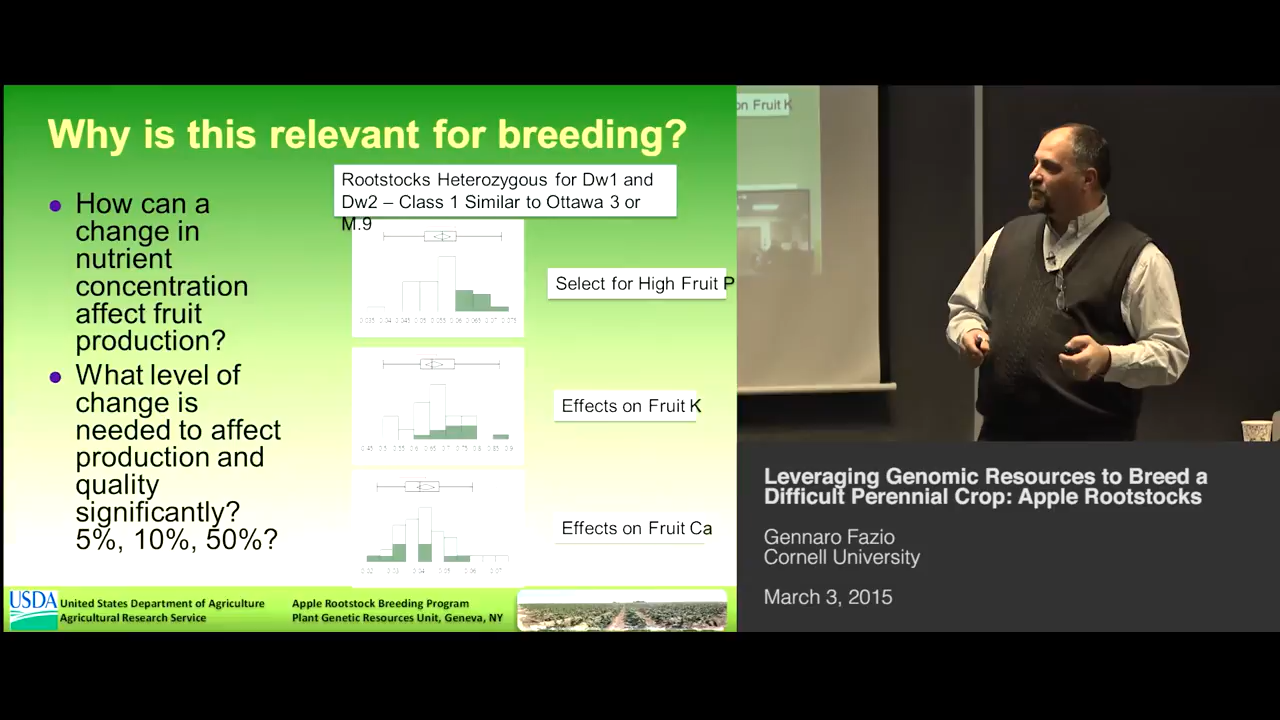 Why is this relevant for breeding?
Rootstocks Heterozygous for Dw1 and
Dw2 – Class 1 Similar to Ottawa 3 or
M.9
● How can a
change in
nutrient
concentration
affect fruit
production?
● What level of
change is
needed to affect
production and
quality
significantly?
5%, 10%, 50%?
Select for High Fruit P
Effects on Fruit K
Effects on Fruit Ca
USDA
United States Department of Agriculture
Agricultural Research Service
Apple Rootstock Breeding Program
Plant Genetic Resources Unit, Geneva, NY
on Fruit K
Leveraging Genomic Resources to Breed a
Difficult Perennial Crop: Apple Rootstocks
Gennaro Fazio
Cornell University
March 3, 2015